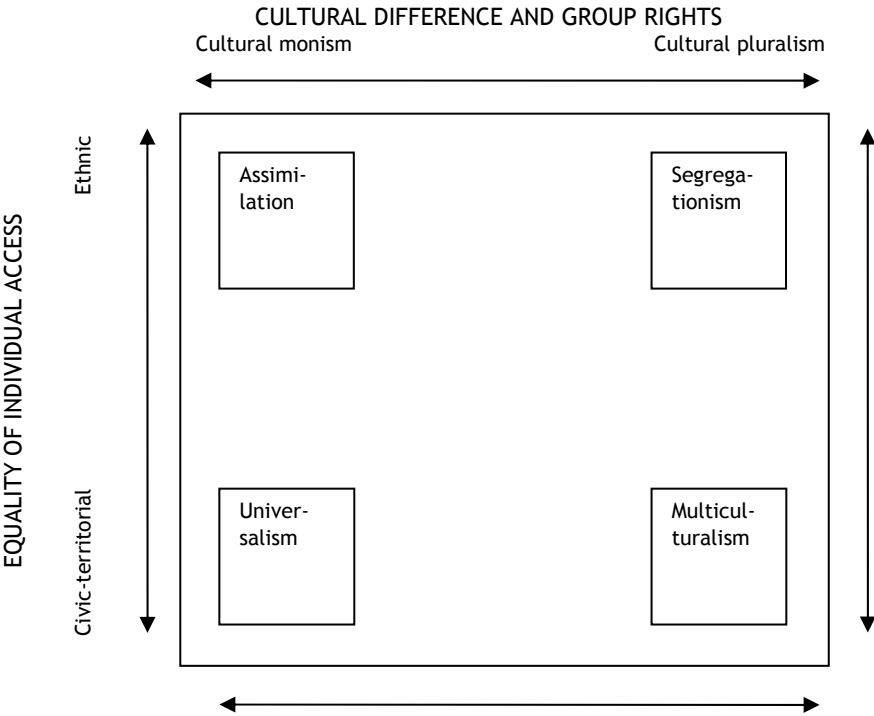 CULTURAL DIFFERENCE AND GROUP RIGHTS
Cultural monism
Cultural pluralism
EQUALITY OF INDIVIDUAL ACCESS
Ethnic
Civic-territorial
Assimi-
lation
Segrega-
tionism
Univer-
salism
Multicul-
turalism